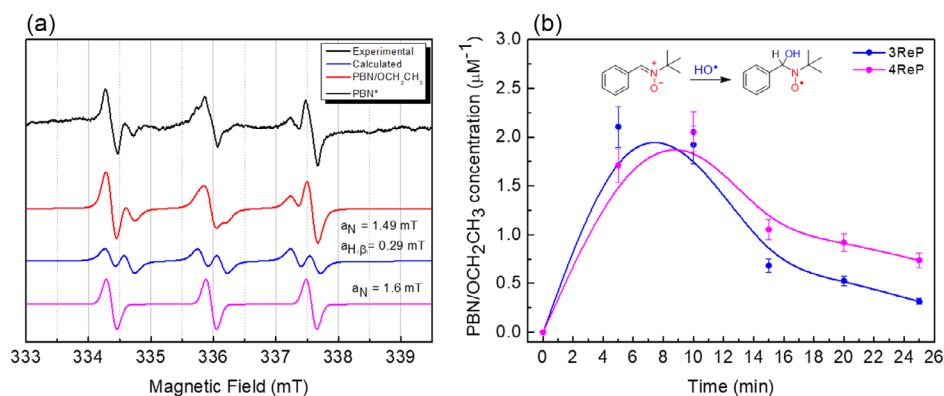 (a)
Experimental
Calculated
PBN/OCH₂CH₃
PBN*
aN = 1.49 mT
aH,β= 0.29 mT
aN = 1.6 mT
333 334 335 336 337 338 339
Magnetic Field (mT)
(b)
PBN/OCH2CH3 concentration (µM⁻¹)
3.0
2.5
2.0
1.5
1.0
0.5
0.0
3ReP
4ReP
H OH
N⁺
O⁻
HO•
N
O•
0 2 4 6 8 10 12 14 16 18 20 22 24 26
Time (min)